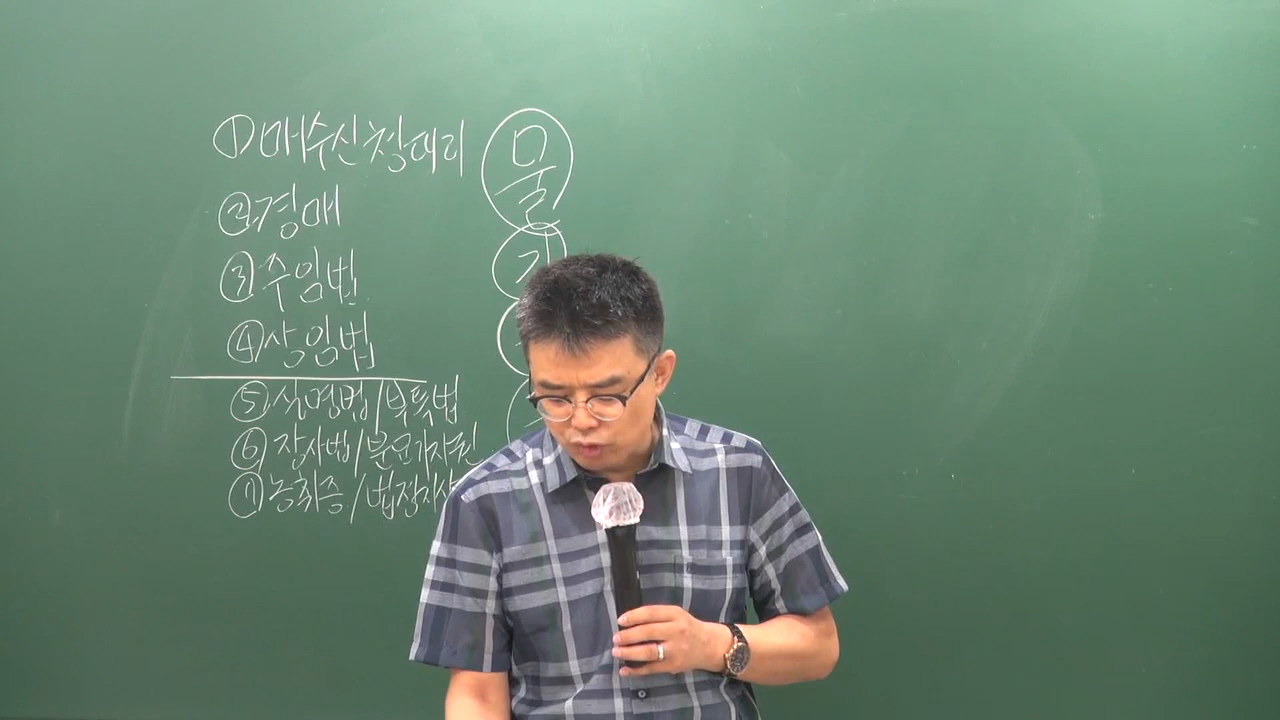 ①매수신청대리 물
②경매
③주임법
④상임법
⑤실명법/부특법
⑥장사법/분묘기지권
⑦농취증/법정지상